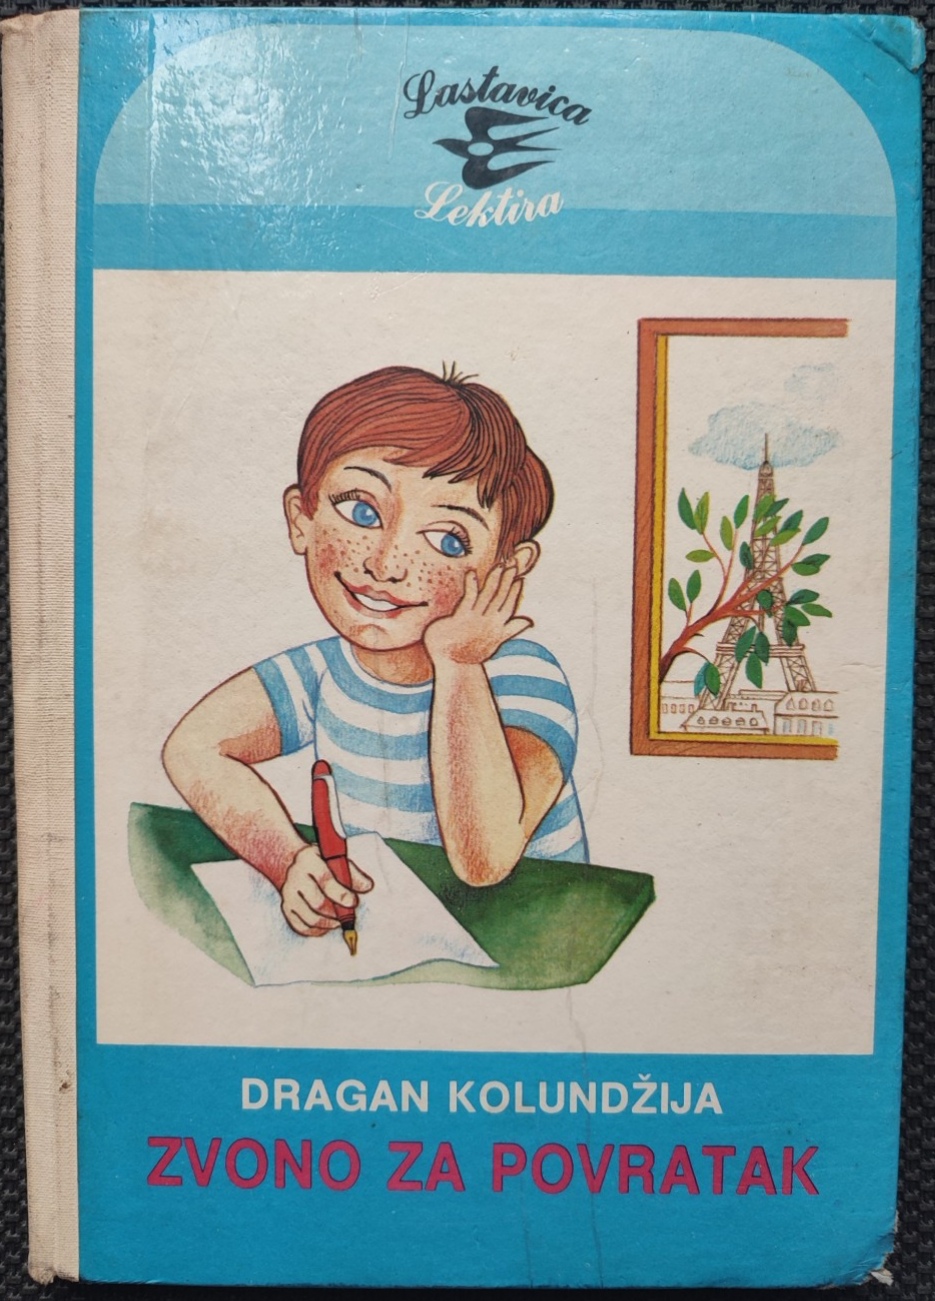 Lastavica
Lektira
DRAGAN KOLUNDŽIJA
ZVONO ZA POVRATAK